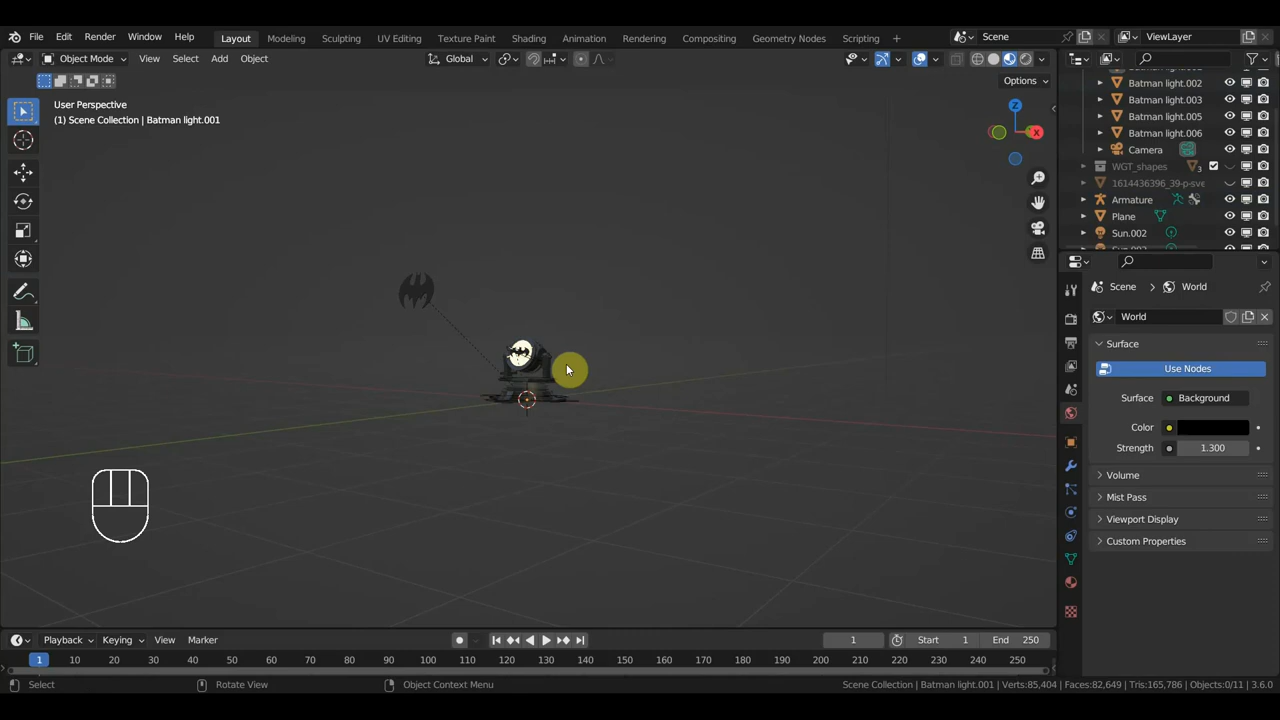 File Edit Render Window Help Layout Modeling Sculpting UV Editing Texture Paint Shading Animation Rendering Compositing Geometry Nodes Scripting Scene ViewLayer
Object Mode View Select Add Object Global
Options
User Perspective
(1) Scene Collection | Batman light.001
Z
X
Batman light.002
Batman light.003
Batman light.005
Batman light.006
Camera
WGT_shapes 3
1614436396_39-p-sve
Armature
Plane
Sun.002
Scene > World
World
Surface
Use Nodes
Surface Background
Color
Strength 1.300
Volume
Mist Pass
Viewport Display
Custom Properties
Playback Keying View Marker 1 Start 1 End 250
1 10 20 30 40 50 60 70 80 90 100 110 120 130 140 150 160 170 180 190 200 210 220 230 240 250
Select Rotate View Object Context Menu Scene Collection | Batman light.001 | Verts:85,404 | Faces:82,649 | Tris:165,786 | Objects:0/11 | 3.6.0